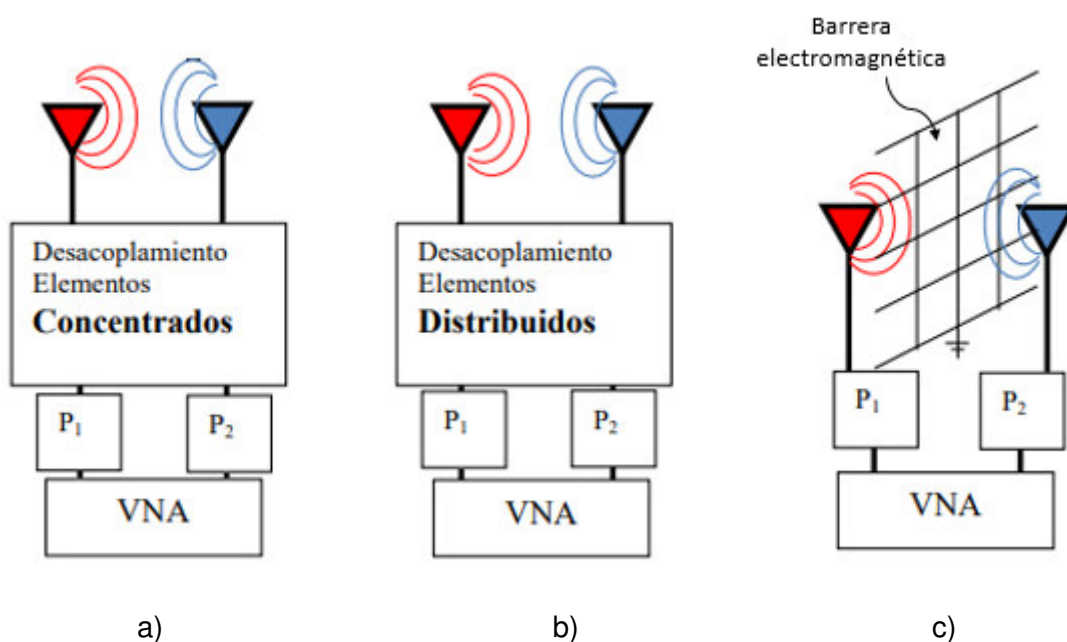 Barrera
electromagnética
Desacoplamiento
Elementos
Concentrados
P1
P2
VNA
a)
Desacoplamiento
Elementos
Distribuidos
P1
P2
VNA
b)
P1
P2
VNA
c)